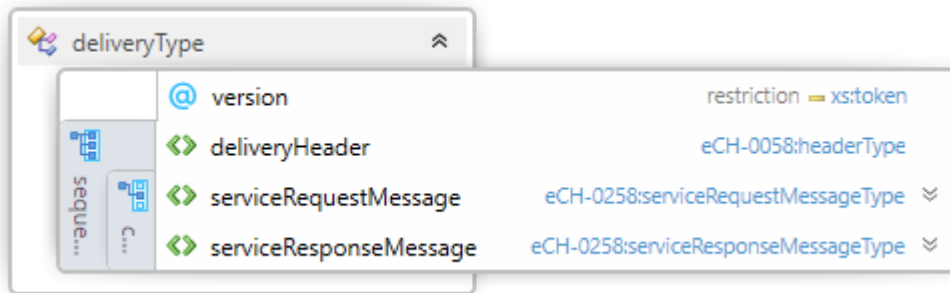 deliveryType
@ version restriction xs:token
deliveryHeader eCH-0058:headerType
serviceRequestMessage eCH-0258:serviceRequestMessageType
serviceResponseMessage eCH-0258:serviceResponseMessageType
seque...
c...